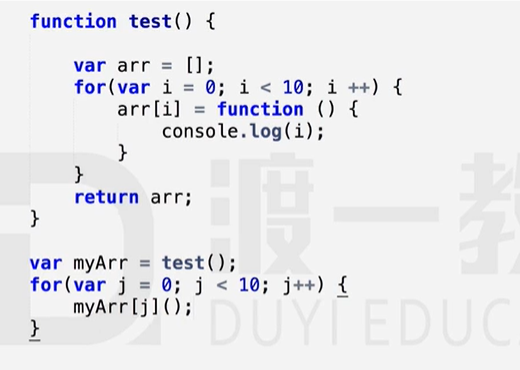 function test() {
    var arr = [];
    for(var i = 0; i < 10; i ++) {
        arr[i] = function () {
            console.log(i);
        }
    }
    return arr;
}
var myArr = test();
for(var j = 0; j < 10; j++) {
    myArr[j]();
}
渡一教
DUYI EDUC